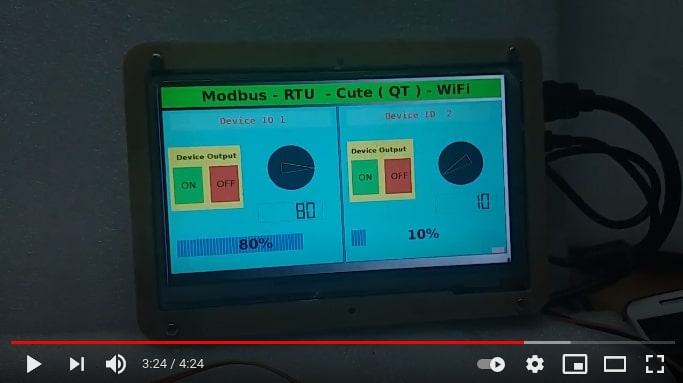 Modbus - RTU - Cute ( QT ) - WiFi
Device ID 1
Device Output
ON OFF
80
80%
Device ID 2
Device Output
ON OFF
10
10%
3:24 / 4:24